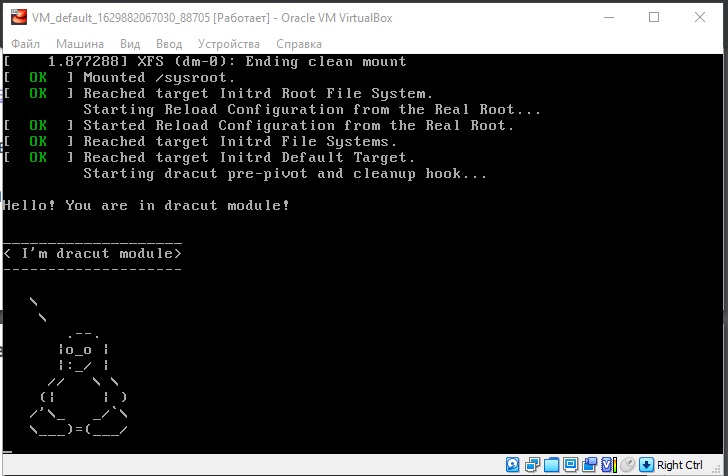 VM_default_1629882067030_88705 [Работает] - Oracle VM VirtualBox
Файл Машина Вид Ввод Устройства Справка
[    1.877288] XFS (dm-0): Ending clean mount
[  OK  ] Mounted /sysroot.
[  OK  ] Reached target Initrd Root File System.
         Starting Reload Configuration from the Real Root...
[  OK  ] Started Reload Configuration from the Real Root.
[  OK  ] Reached target Initrd File Systems.
[  OK  ] Reached target Initrd Default Target.
         Starting dracut pre-pivot and cleanup hook...
Hello! You are in dracut module!
____________________
< I'm dracut module>
--------------------
   \
    \
        .--.
       |o_o |
       |:_/ |
      //   \ \
     (|     | )
    /'\_   _/`\
    \___)=(___/
Right Ctrl